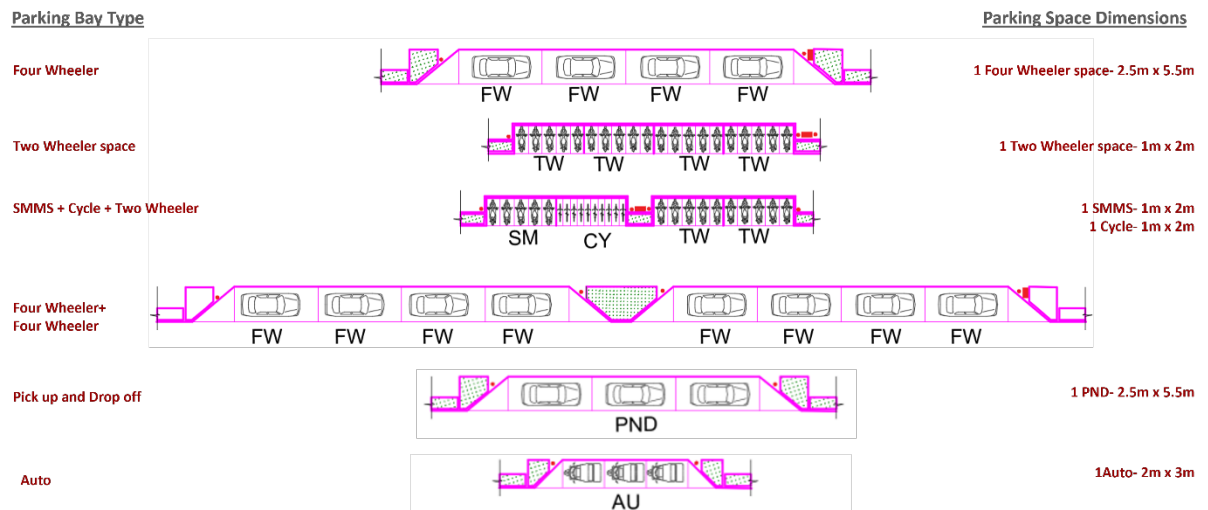 Parking Bay Type
Parking Space Dimensions
Four Wheeler
1 Four Wheeler space- 2.5m x 5.5m
FW FW FW FW
Two Wheeler space
1 Two Wheeler space- 1m x 2m
TW TW TW TW
SMMS + Cycle + Two Wheeler
1 SMMS- 1m x 2m
1 Cycle- 1m x 2m
SM CY TW TW
Four Wheeler+
Four Wheeler
FW FW FW FW FW FW FW FW
Pick up and Drop off
1 PND- 2.5m x 5.5m
PND
Auto
1Auto- 2m x 3m
AU